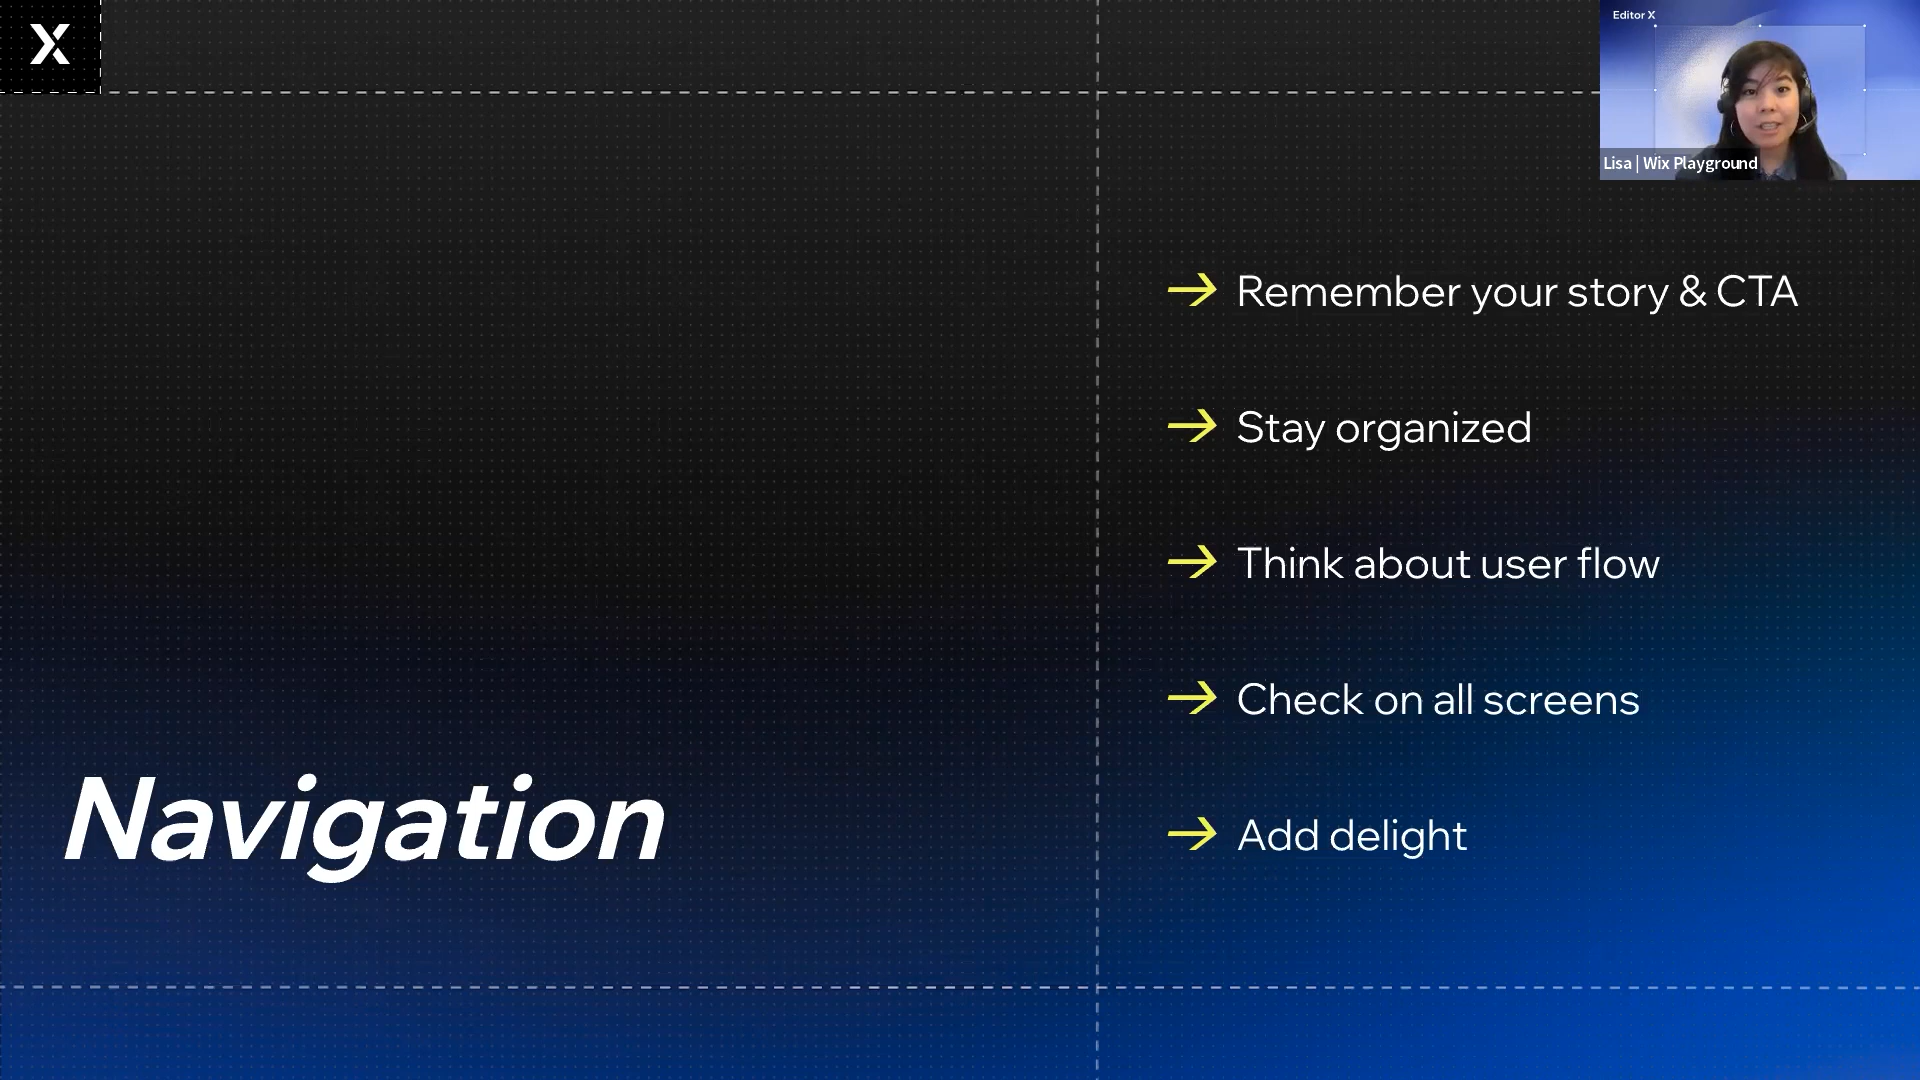 X
Editor X
Lisa | Wix Playground
Remember your story & CTA
Stay organized
Think about user flow
Check on all screens
Add delight
Navigation